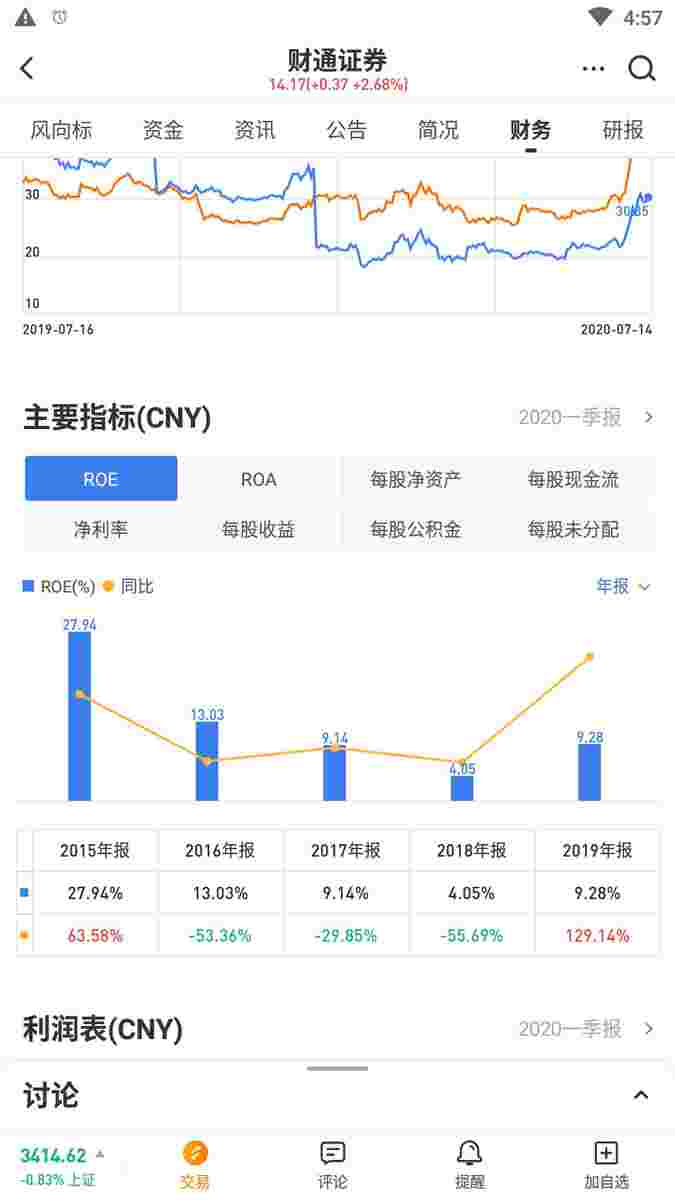 4:57
财通证券
14.17(+0.37 +2.68%)
风向标 资金 资讯 公告 简况 财务 研报
30
30.85
20
10
2019-07-16 2020-07-14
主要指标(CNY) 2020一季报
ROE ROA 每股净资产 每股现金流
净利率 每股收益 每股公积金 每股未分配
ROE(%) 同比 年报
27.94
13.03
9.14
4.05
9.28
2015年报 2016年报 2017年报 2018年报 2019年报
27.94% 13.03% 9.14% 4.05% 9.28%
63.58% -53.36% -29.85% -55.69% 129.14%
利润表(CNY) 2020一季报
讨论
3414.62
-0.83% 上证
交易 评论 提醒 加自选